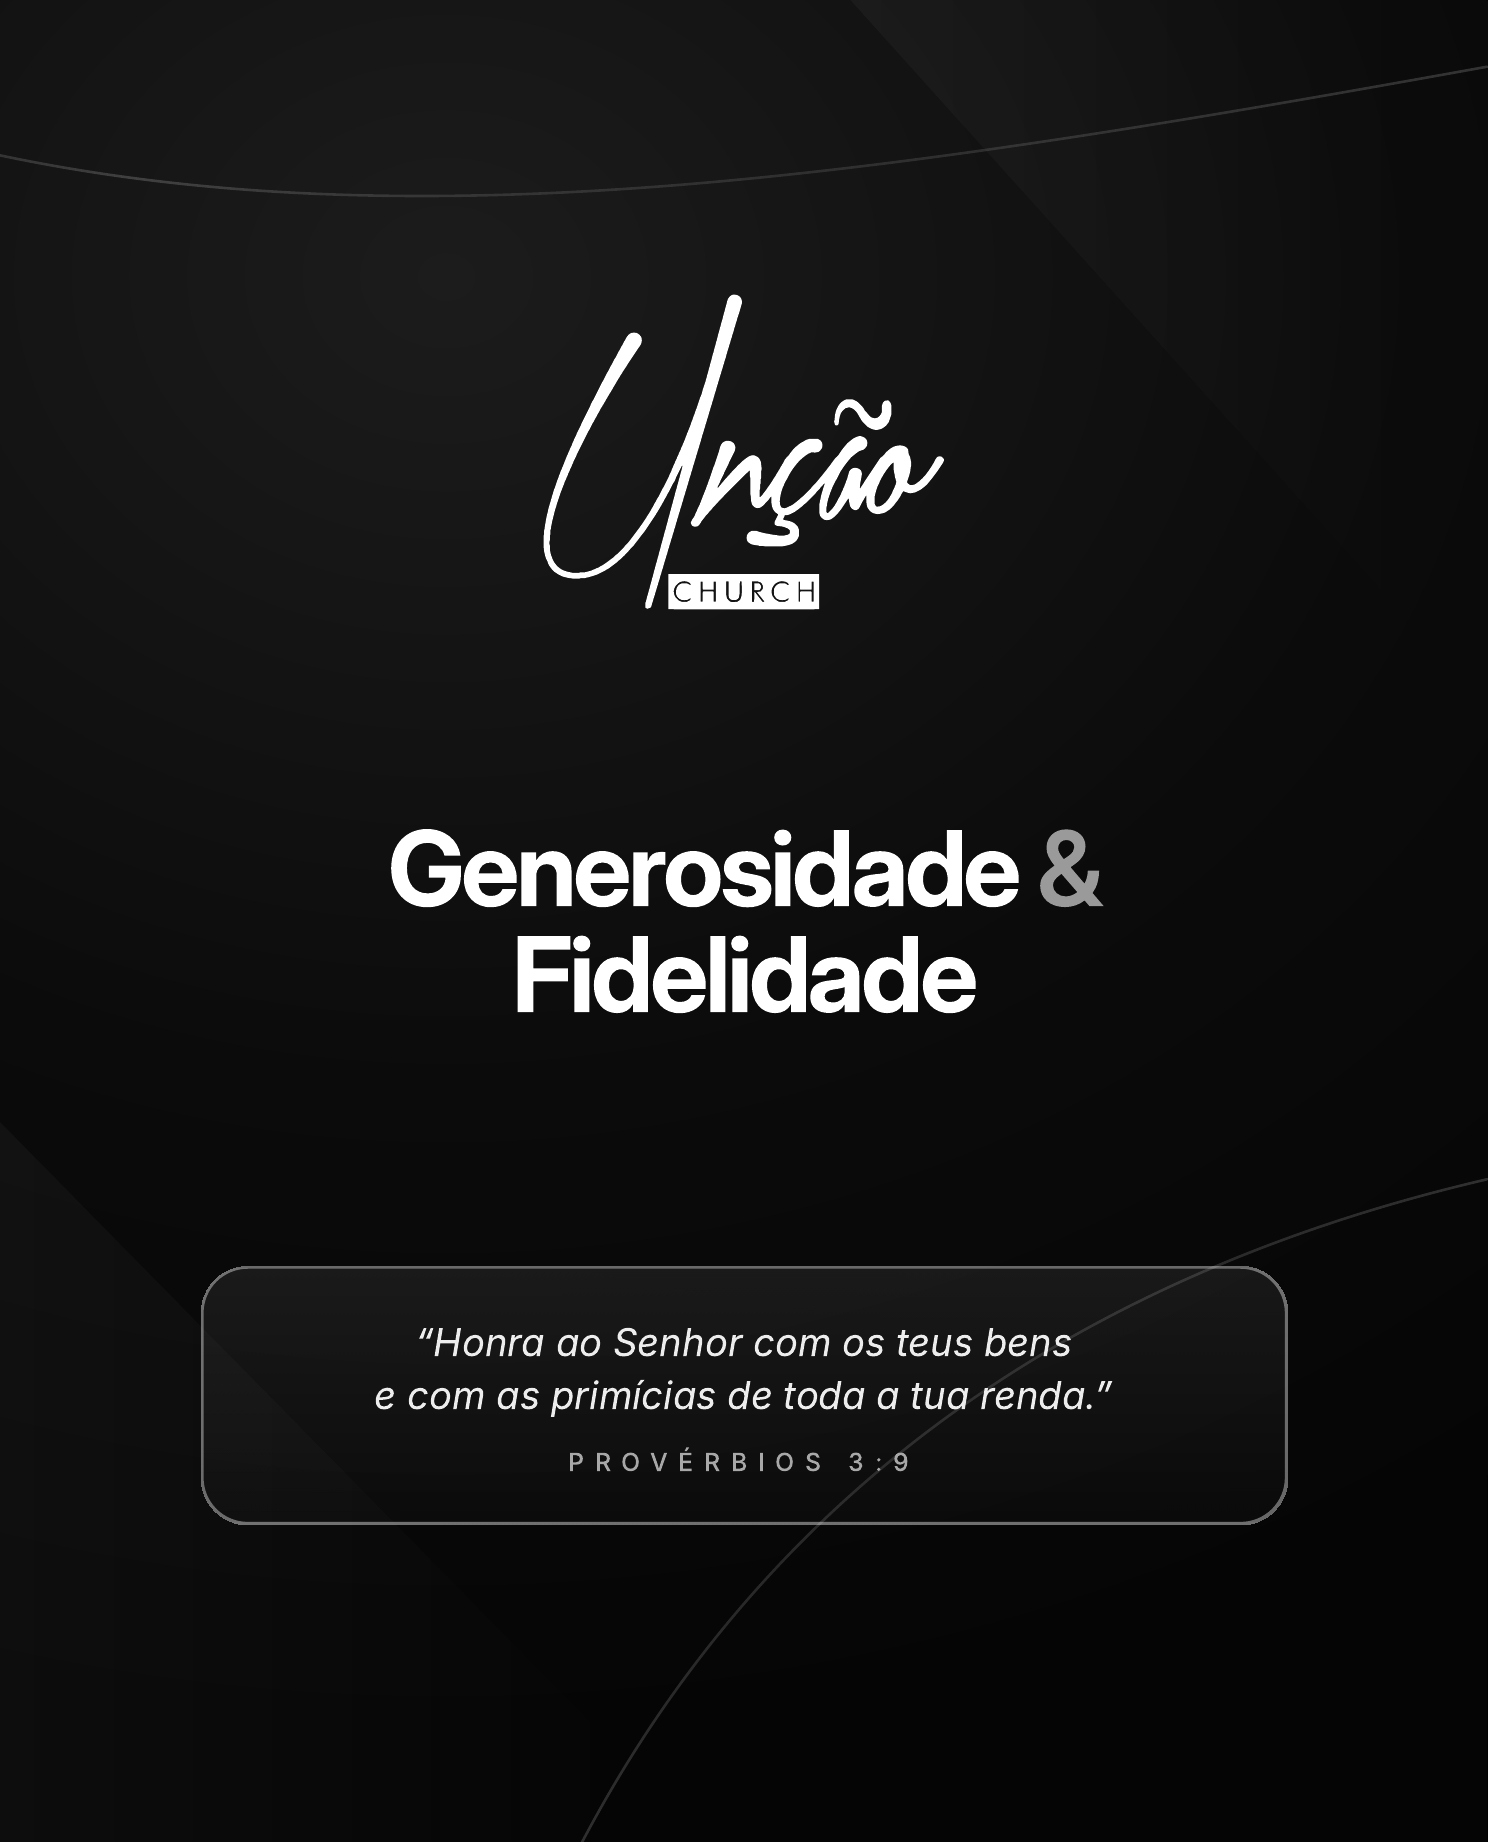 Unção
CHURCH
Generosidade &
Fidelidade
“Honra ao Senhor com os teus bens
e com as primícias de toda a tua renda.”
PROVÉRBIOS 3:9